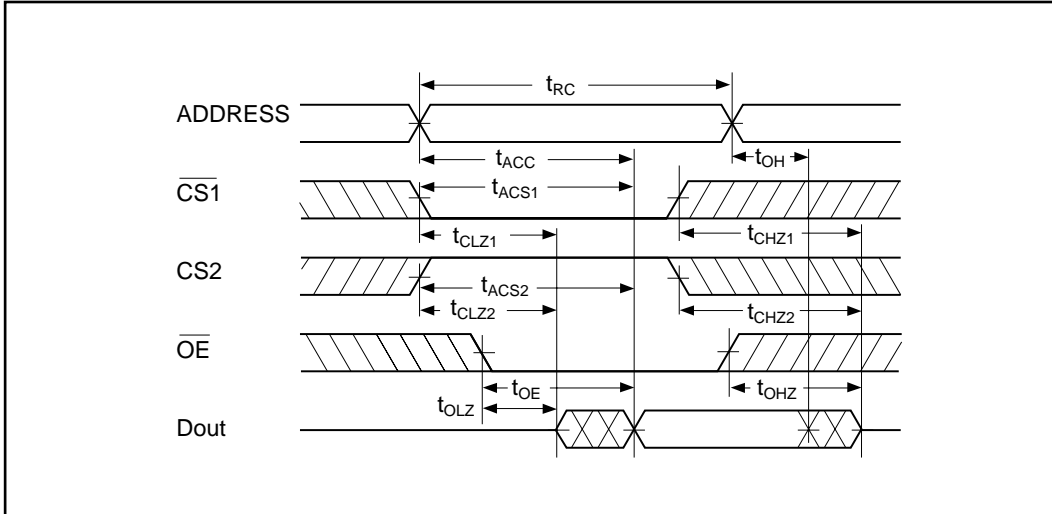 tRC
ADDRESS
tACC
tOH
CS1
tACS1
tCLZ1
tCHZ1
CS2
tACS2
tCLZ2
tCHZ2
OE
tOE
tOHZ
tOLZ
Dout